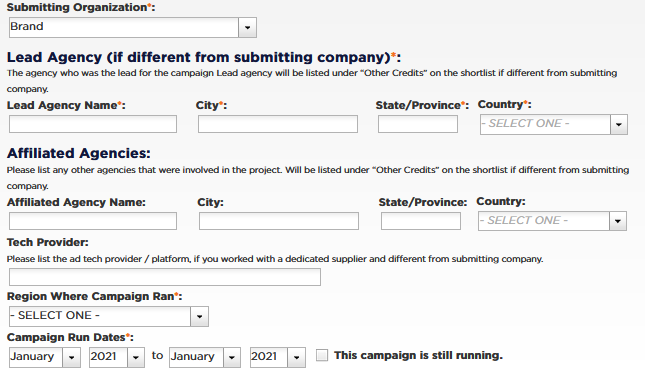 Submitting Organization*:
Brand
Lead Agency (if different from submitting company)*:
The agency who was the lead for the campaign Lead agency will be listed under "Other Credits" on the shortlist if different from submitting
company.
Lead Agency Name*: City*: State/Province*: Country*:
- SELECT ONE -
Affiliated Agencies:
Please list any other agencies that were involved in the project. Will be listed under "Other Credits" on the shortlist if different from submitting
company.
Affiliated Agency Name: City: State/Province: Country:
- SELECT ONE -
Tech Provider:
Please list the ad tech provider / platform, if you worked with a dedicated supplier and different from submitting company.
Region Where Campaign Ran*:
- SELECT ONE -
Campaign Run Dates*:
January 2021 to January 2021 This campaign is still running.